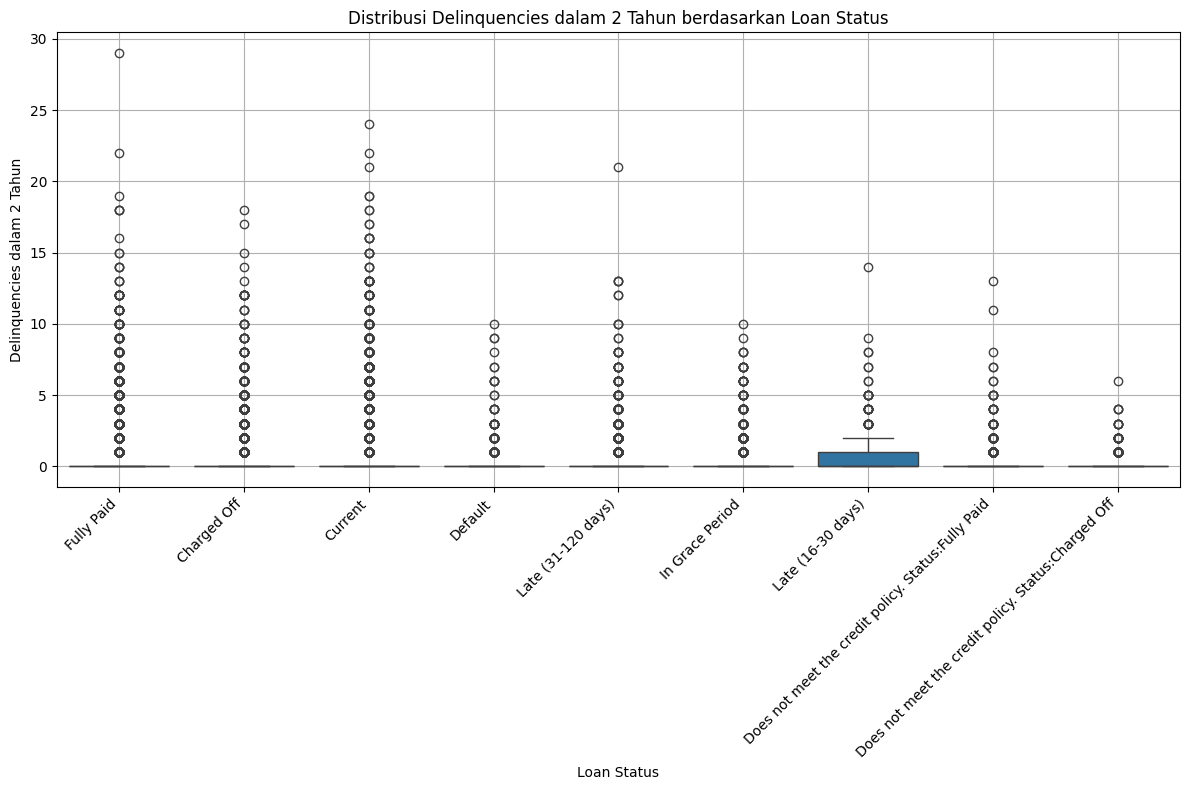 Distribusi Delinquencies dalam 2 Tahun berdasarkan Loan Status
Delinquencies dalam 2 Tahun
30
25
20
15
10
5
0
Fully Paid
Charged Off
Current
Default
Late (31-120 days)
In Grace Period
Late (16-30 days)
Does not meet the credit policy. Status:Fully Paid
Does not meet the credit policy. Status:Charged Off
Loan Status